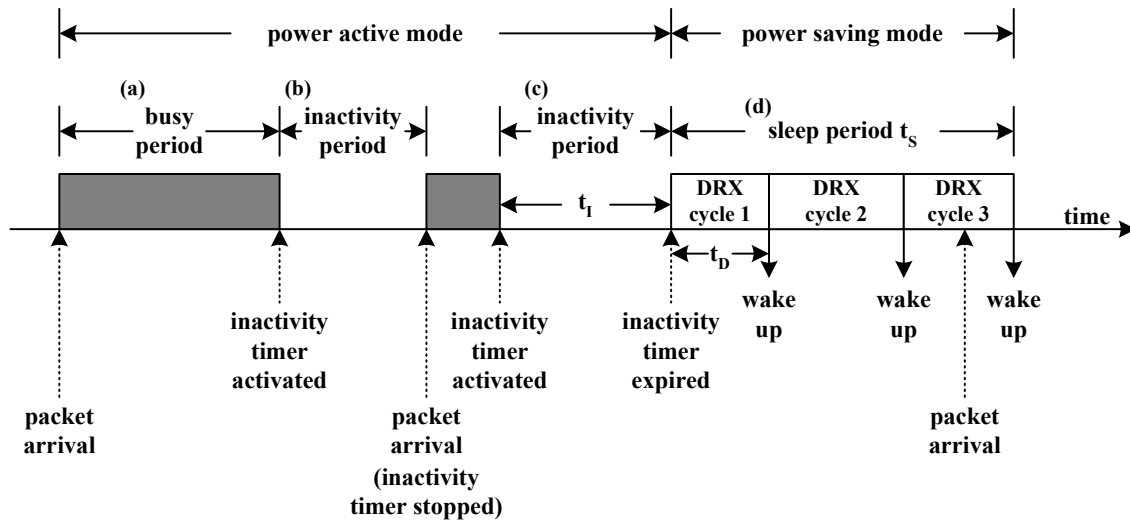 power active mode
power saving mode
(a)
busy
period
(b)
inactivity
period
(c)
inactivity
period
(d)
sleep period tS
tI
DRX
cycle 1
DRX
cycle 2
DRX
cycle 3
time
tD
wake
up
wake
up
wake
up
inactivity
timer
activated
inactivity
timer
activated
inactivity
timer
expired
packet
arrival
packet
arrival
(inactivity
timer stopped)
packet
arrival